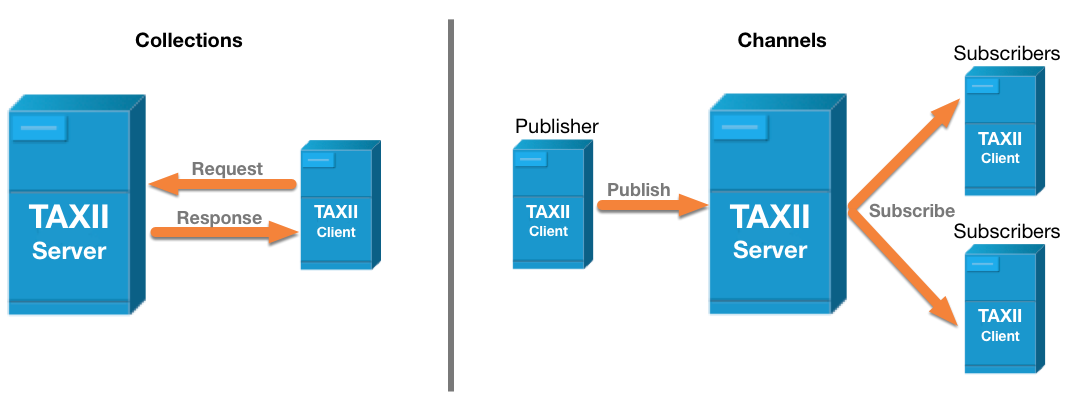 Collections
TAXII
Server
Request
Response
TAXII
Client
Channels
Publisher
TAXII
Client
Publish
TAXII
Server
Subscribe
Subscribers
TAXII
Client
Subscribers
TAXII
Client